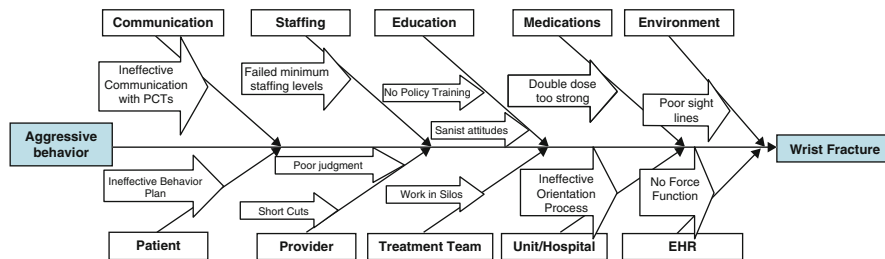 Communication
Staffing
Education
Medications
Environment
Ineffective
Communication
with PCTs
Failed minimum
staffing levels
No Policy Training
Sanist attitudes
Double dose
too strong
Poor sight
lines
Aggressive
behavior
Wrist Fracture
Ineffective Behavior
Plan
Poor judgment
Short Cuts
Work in Silos
Ineffective
Orientation
Process
No Force
Function
Patient
Provider
Treatment Team
Unit/Hospital
EHR